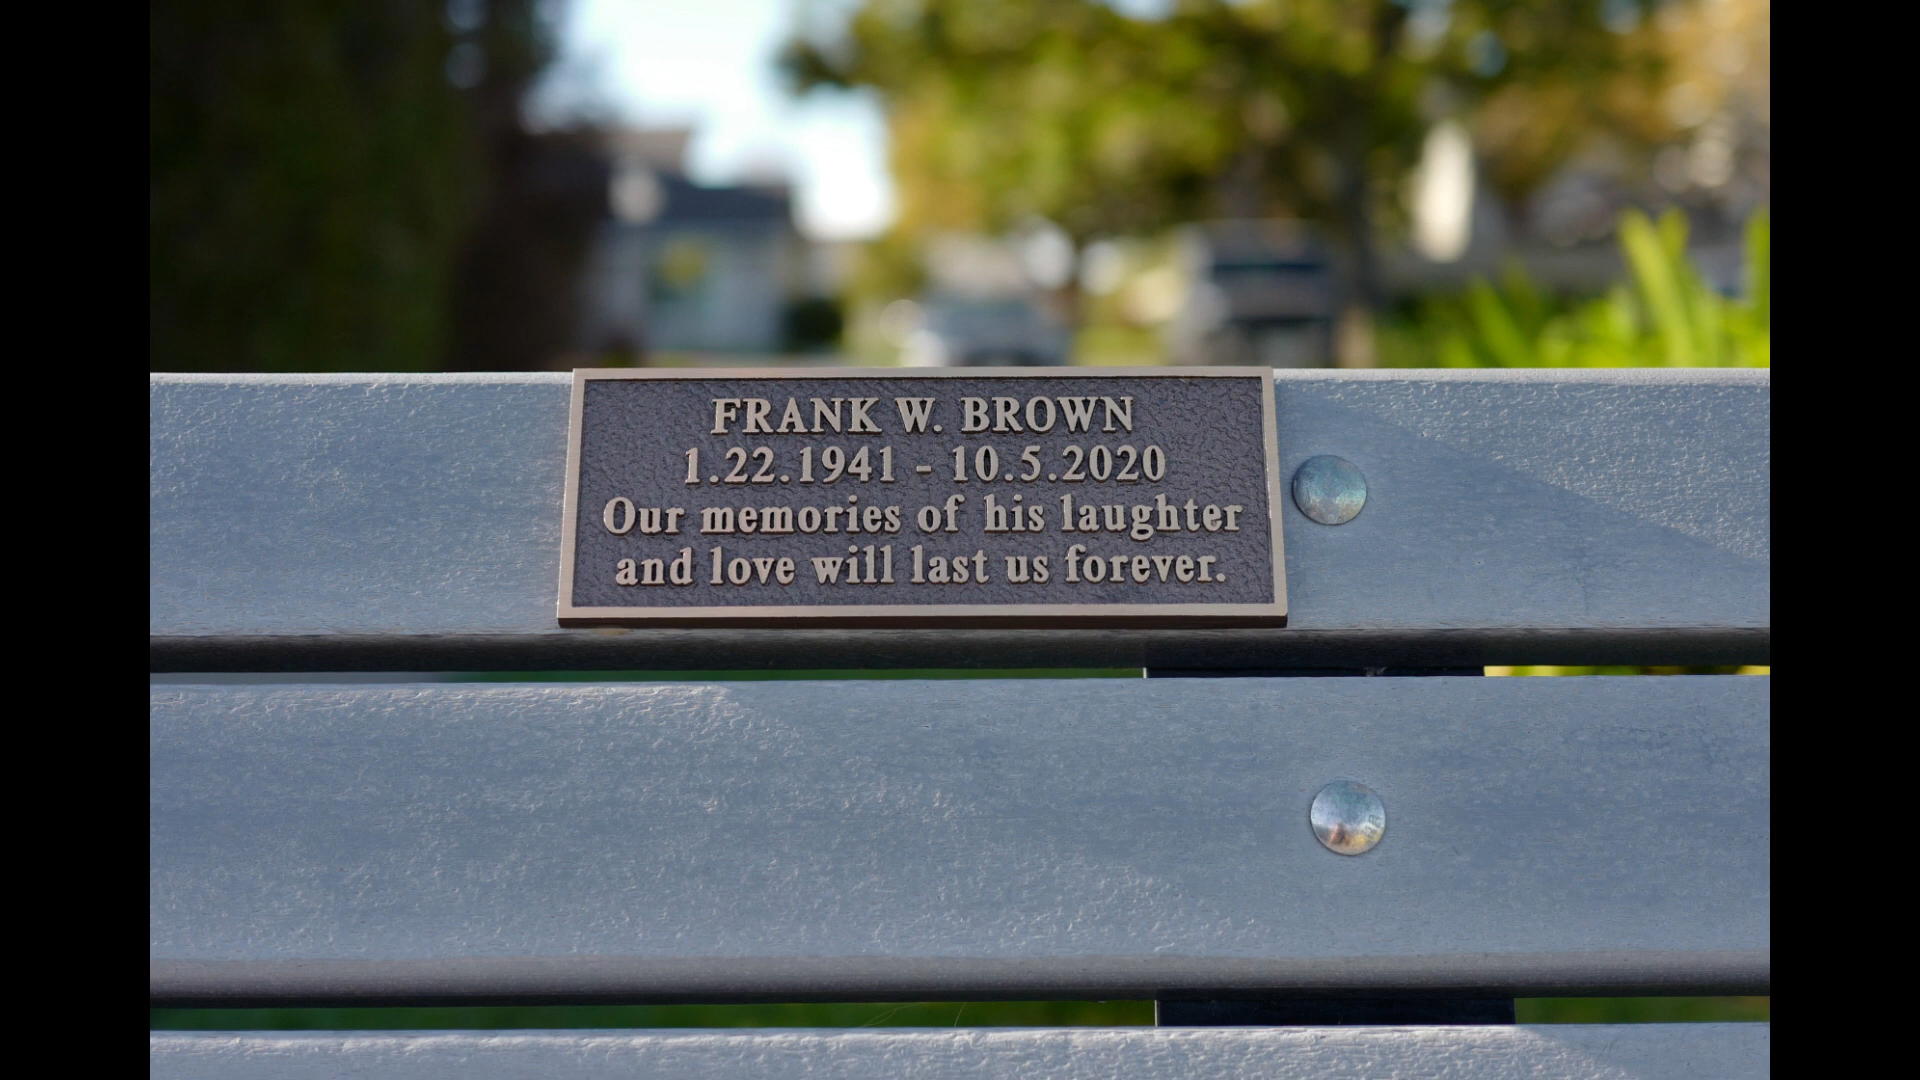 FRANK W. BROWN
1.22.1941 - 10.5.2020
Our memories of his laughter
and love will last us forever.